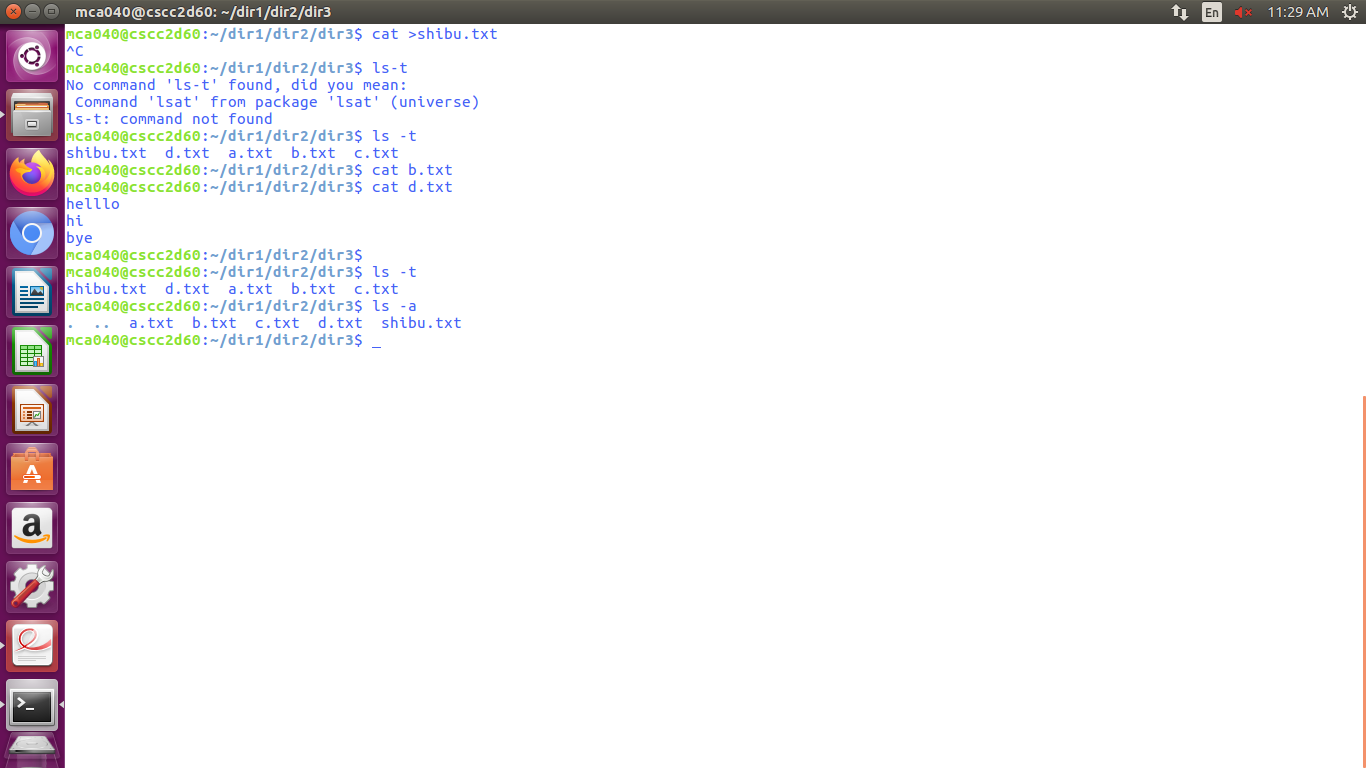 mca040@cscc2d60: ~/dir1/dir2/dir3
En
11:29 AM
mca040@cscc2d60:~/dir1/dir2/dir3$ cat >shibu.txt
^C
mca040@cscc2d60:~/dir1/dir2/dir3$ ls-t
No command 'ls-t' found, did you mean:
 Command 'lsat' from package 'lsat' (universe)
ls-t: command not found
mca040@cscc2d60:~/dir1/dir2/dir3$ ls -t
shibu.txt  d.txt  a.txt  b.txt  c.txt
mca040@cscc2d60:~/dir1/dir2/dir3$ cat b.txt
mca040@cscc2d60:~/dir1/dir2/dir3$ cat d.txt
helllo
hi
bye
mca040@cscc2d60:~/dir1/dir2/dir3$
mca040@cscc2d60:~/dir1/dir2/dir3$ ls -t
shibu.txt  d.txt  a.txt  b.txt  c.txt
mca040@cscc2d60:~/dir1/dir2/dir3$ ls -a
.  ..  a.txt  b.txt  c.txt  d.txt  shibu.txt
mca040@cscc2d60:~/dir1/dir2/dir3$ _